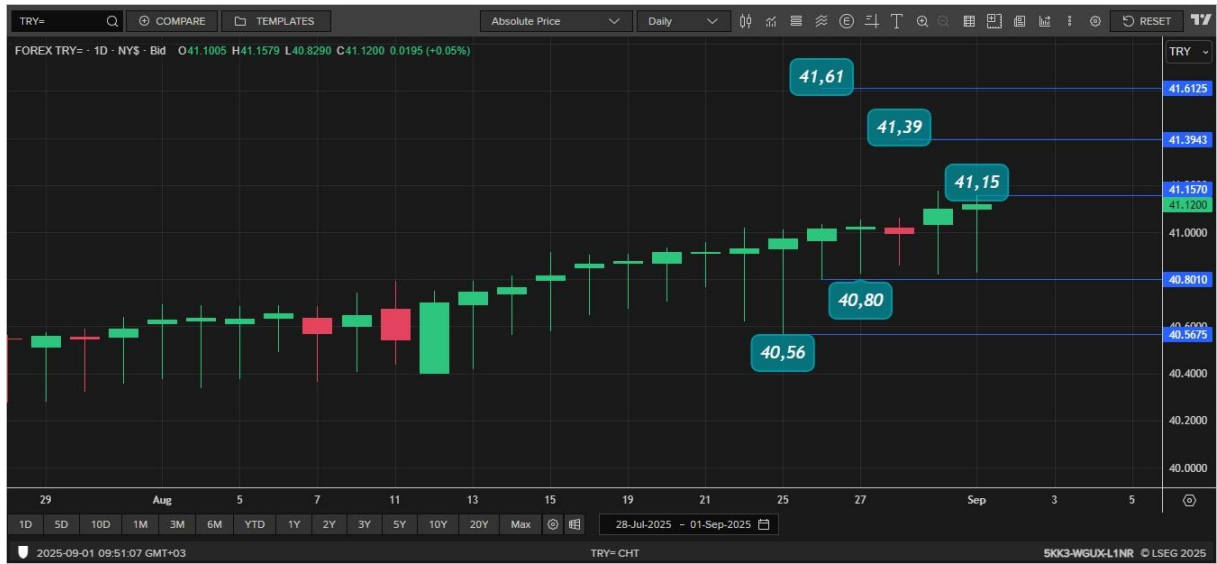 TRY= COMPARE TEMPLATES Absolute Price Daily RESET
FOREX TRY= · 1D · NY$ · Bid O41.1005 H41.1579 L40.8290 C41.1200 0.0195 (+0.05%)
TRY
41,61
41.6125
41,39
41.3943
41,15
41.1570
41.1200
41.0000
40.8010
40,80
40.5675
40,56
40.4000
40.2000
40.0000
29 Aug 5 7 11 13 15 19 21 25 27 Sep 3 5
1D 5D 10D 1M 3M 6M YTD 1Y 2Y 3Y 5Y 10Y 20Y Max 28-Jul-2025 - 01-Sep-2025
2025-09-01 09:51:07 GMT+03 TRY= CHT 5KK3-WGUX-L1NR © LSEG 2025